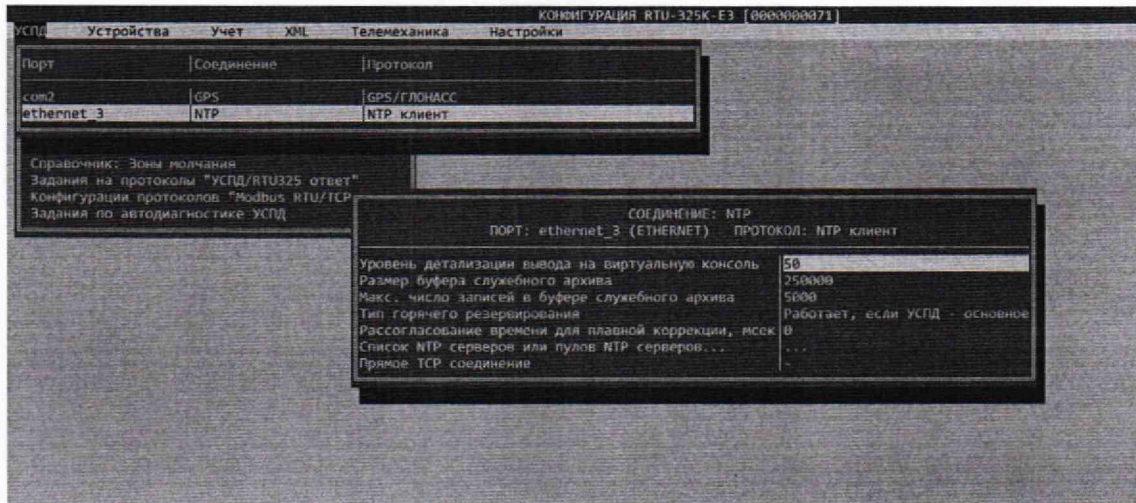 КОНФИГУРАЦИЯ RTU-325K-E3 [0000000071]
УСПД Устройства Учет XML Телемеханика Настройки
Порт Соединение Протокол
com2 GPS GPS/ГЛОНАСС
ethernet_3 NTP NTP клиент
Справочник: Зоны молчания
Задания на протоколы "УСПД/RTU325 ответ"
Конфигурации протоколов "Modbus RTU/TCP
Задания по автодиагностике УСПД
СОЕДИНЕНИЕ: NTP
ПОРТ: ethernet_3 (ETHERNET) ПРОТОКОЛ: NTP клиент
Уровень детализации вывода на виртуальную консоль 50
Размер буфера служебного архива 250000
Макс. число записей в буфере служебного архива 5000
Тип горячего резервирования Работает, если УСПД - основное
Рассогласование времени для плавной коррекции, мсек 0
Список NTP серверов или пулов NTP серверов... ...
Прямое TCP соединение -